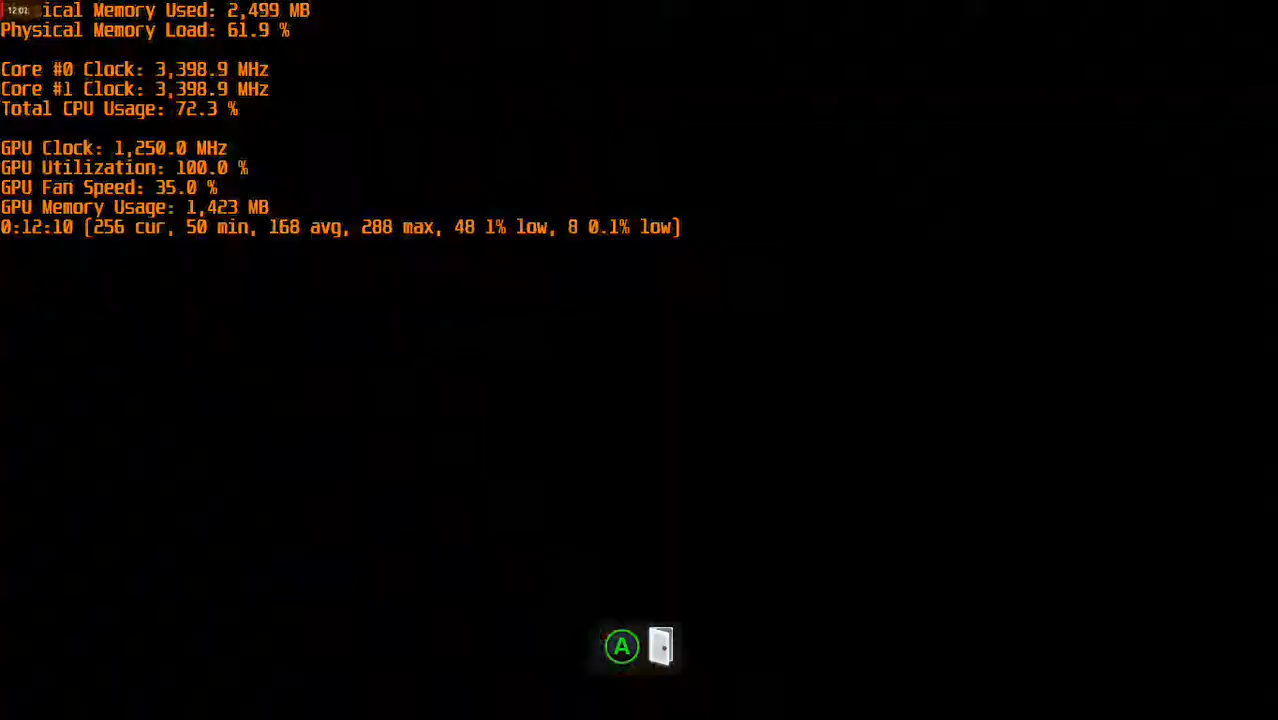 12:02
ical Memory Used: 2,499 MB
Physical Memory Load: 61.9 %
Core #0 Clock: 3,398.9 MHz
Core #1 Clock: 3,398.9 MHz
Total CPU Usage: 72.3 %
GPU Clock: 1,250.0 MHz
GPU Utilization: 100.0 %
GPU Fan Speed: 35.0 %
GPU Memory Usage: 1,423 MB
0:12:10 [256 cur, 50 min, 168 avg, 288 max, 48 1% low, 8 0.1% low]
A